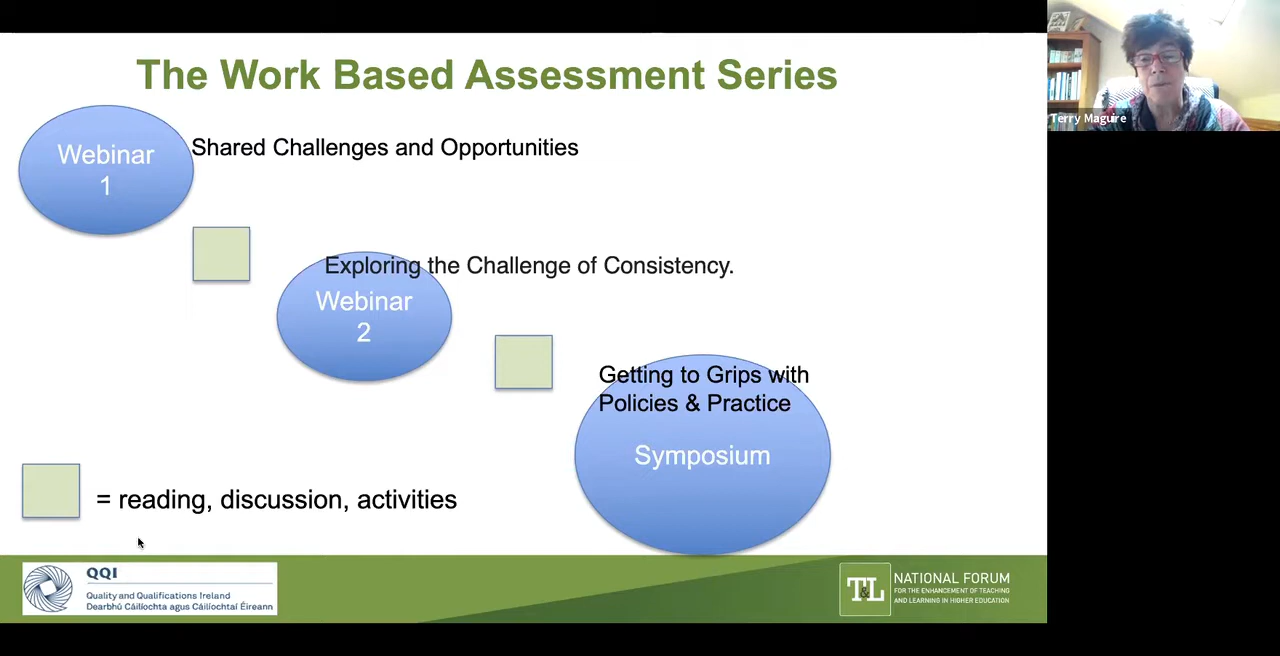 The Work Based Assessment Series
Terry Maguire
Webinar
1
Shared Challenges and Opportunities
Exploring the Challenge of Consistency.
Webinar
2
Getting to Grips with
Policies & Practice
Symposium
= reading, discussion, activities
QQI
Quality and Qualifications Ireland
Dearbhú Cáilíochta agus Cáilíochtaí Éireann
T&L
NATIONAL FORUM
FOR THE ENHANCEMENT OF TEACHING
AND LEARNING IN HIGHER EDUCATION